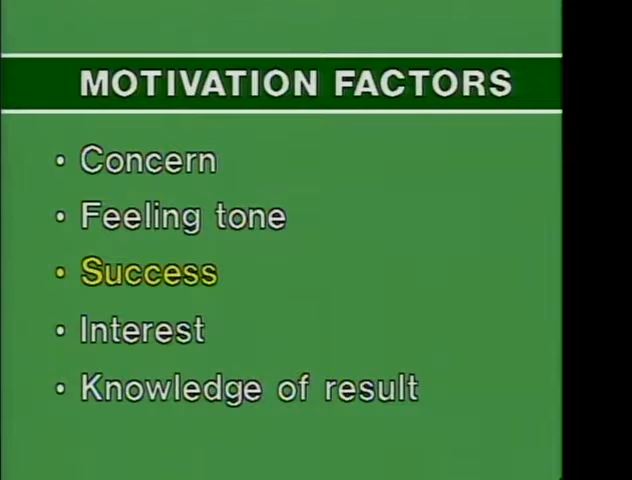 MOTIVATION FACTORS
• Concern
• Feeling tone
• Success
• Interest
• Knowledge of result